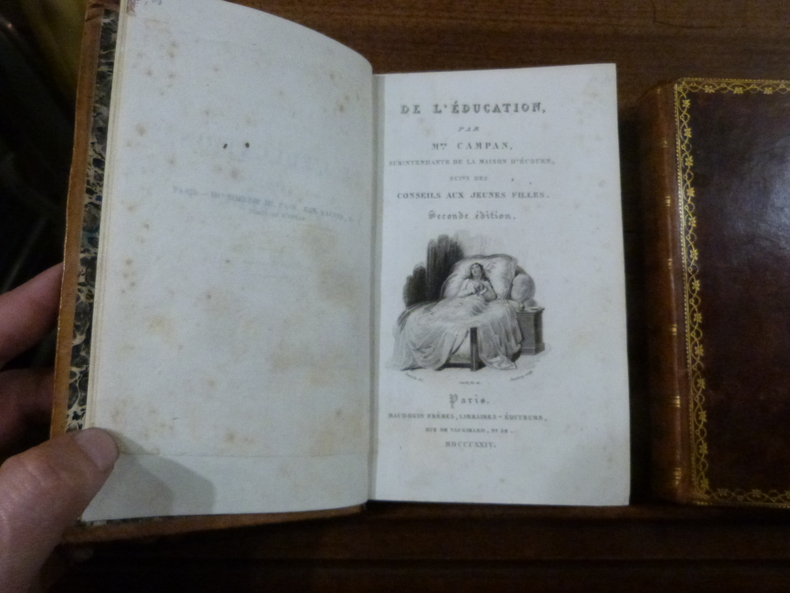 DE L'ÉDUCATION,
PAR
Mme CAMPAN,
SURINTENDANTE DE LA MAISON D'ÉCOUEN,
SUIVI DES
CONSEILS AUX JEUNES FILLES.
Seconde édition.
Paris.
BAUDOUIN FRÈRES, LIBRAIRES-ÉDITEURS,
RUE DE VAUGIRARD,
MDCCCXXIV.